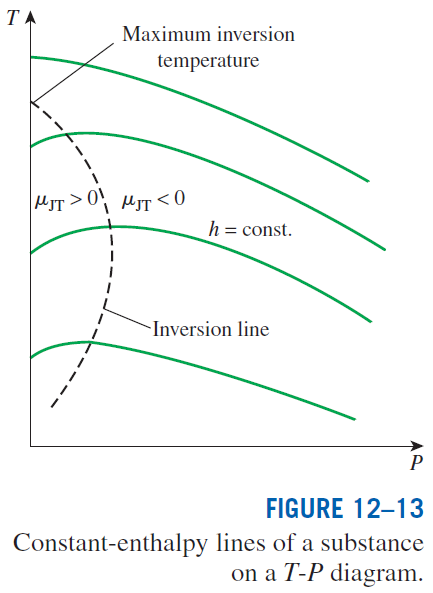 T
Maximum inversion
temperature
μJT > 0
μJT < 0
h = const.
Inversion line
P
FIGURE 12–13
Constant-enthalpy lines of a substance
on a T-P diagram.